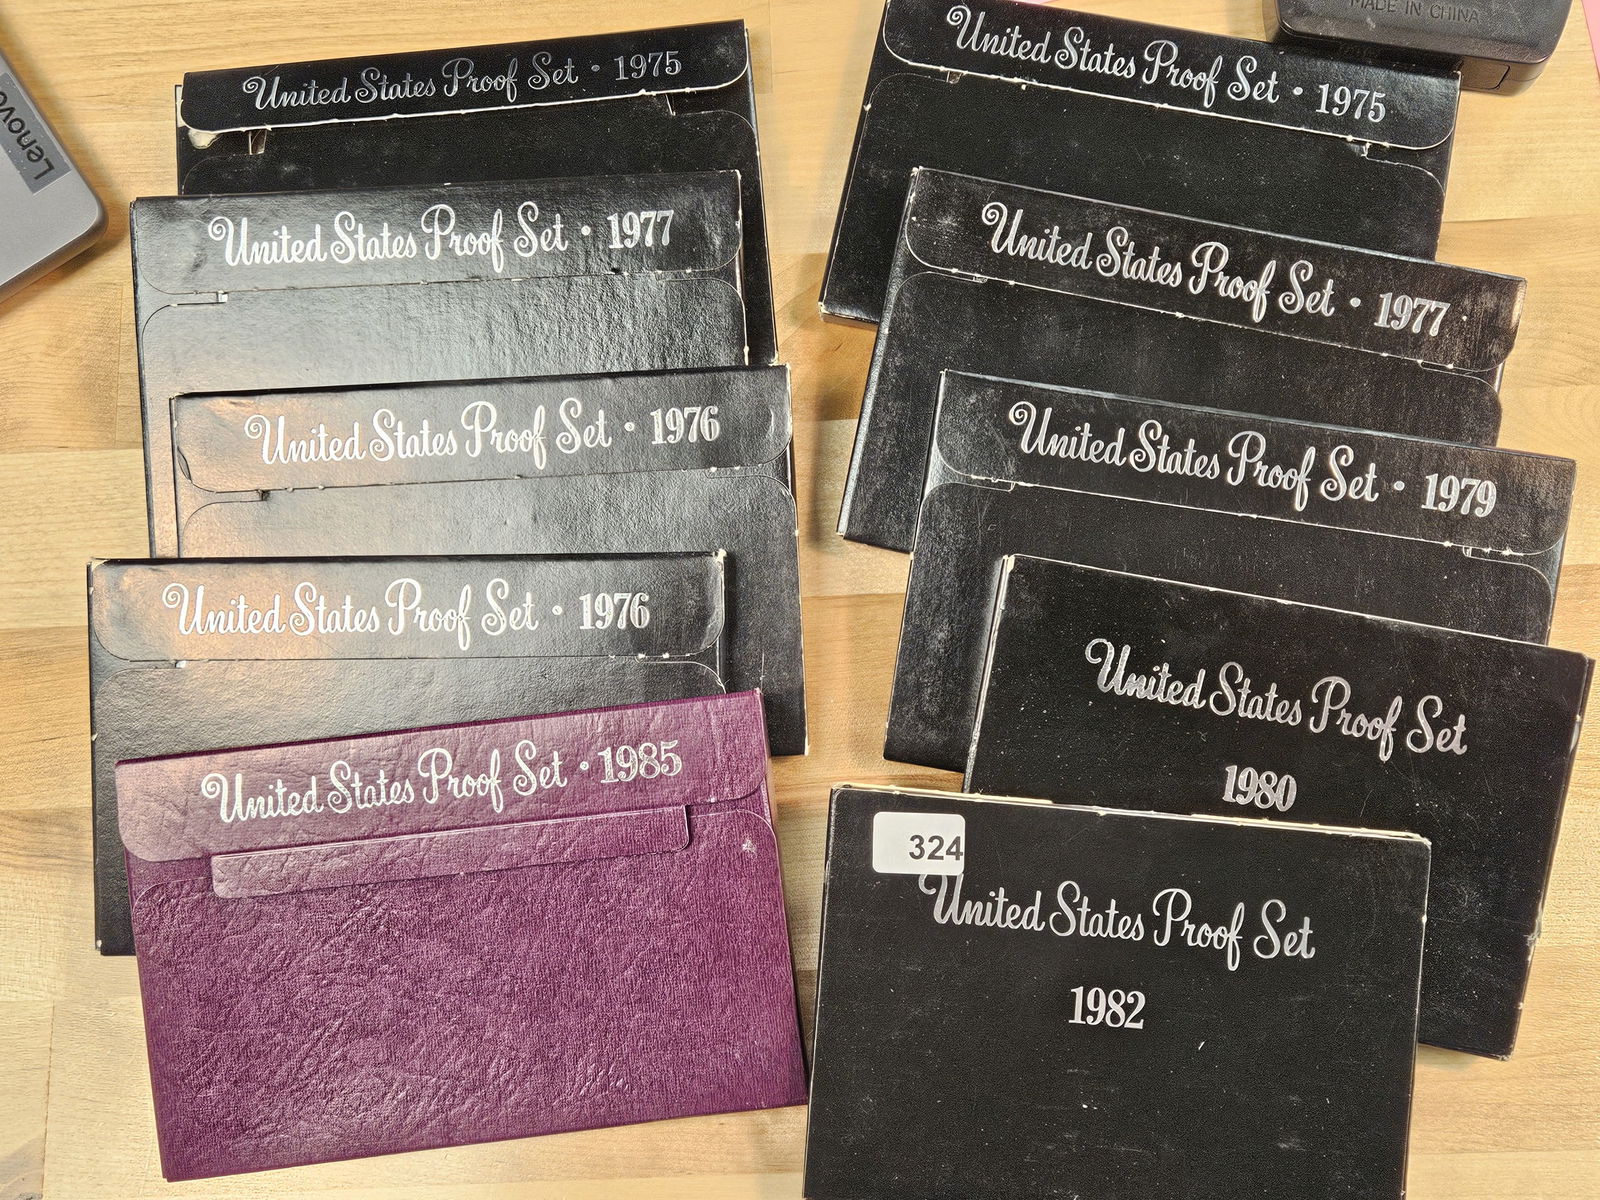 United States Proof Set • 1975
United States Proof Set • 1977
United States Proof Set • 1976
United States Proof Set • 1976
United States Proof Set • 1985
United States Proof Set • 1975
United States Proof Set • 1977
United States Proof Set • 1979
United States Proof Set
1980
324
United States Proof Set
1982
MADE IN CHINA
Lenovo